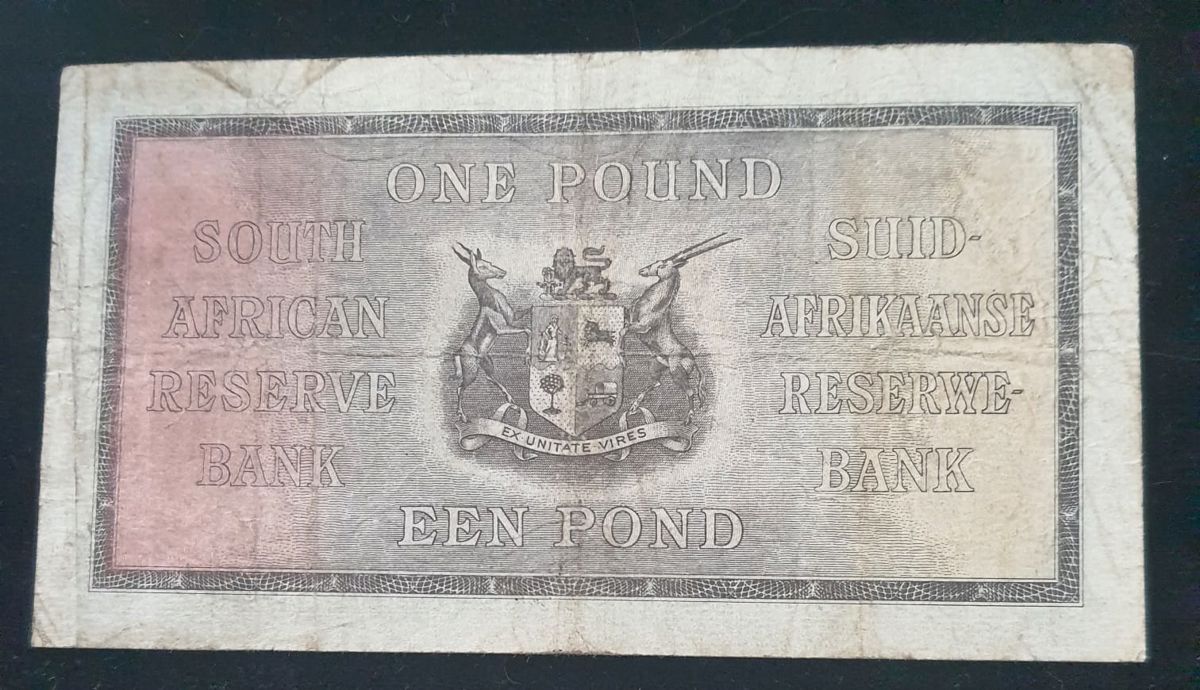 ONE POUND
SOUTH
AFRICAN
RESERVE
BANK
SUID-
AFRIKAANSE
RESERWE-
BANK
EX·UNITATE·VIRES
EEN POND